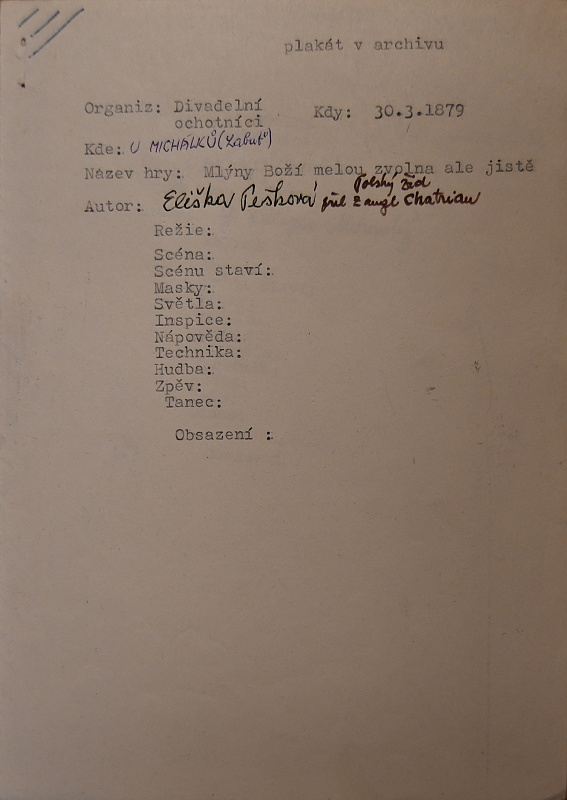 plakát v archivu
Organiz: Divadelní Kdy: 30.3.1879
ochotníci
Kde: U MICHÁLKŮ (Labuť)
Název hry: Mlýny Boží melou zvolna ale jistě
Polský Žid
Autor: Eliška Pešková z angl Chatrian
Režie:
Scéna:
Scénu staví:
Masky:
Světla:
Inspice:
Nápověda:
Technika:
Hudba:
Zpěv:
Tanec:
Obsazení :